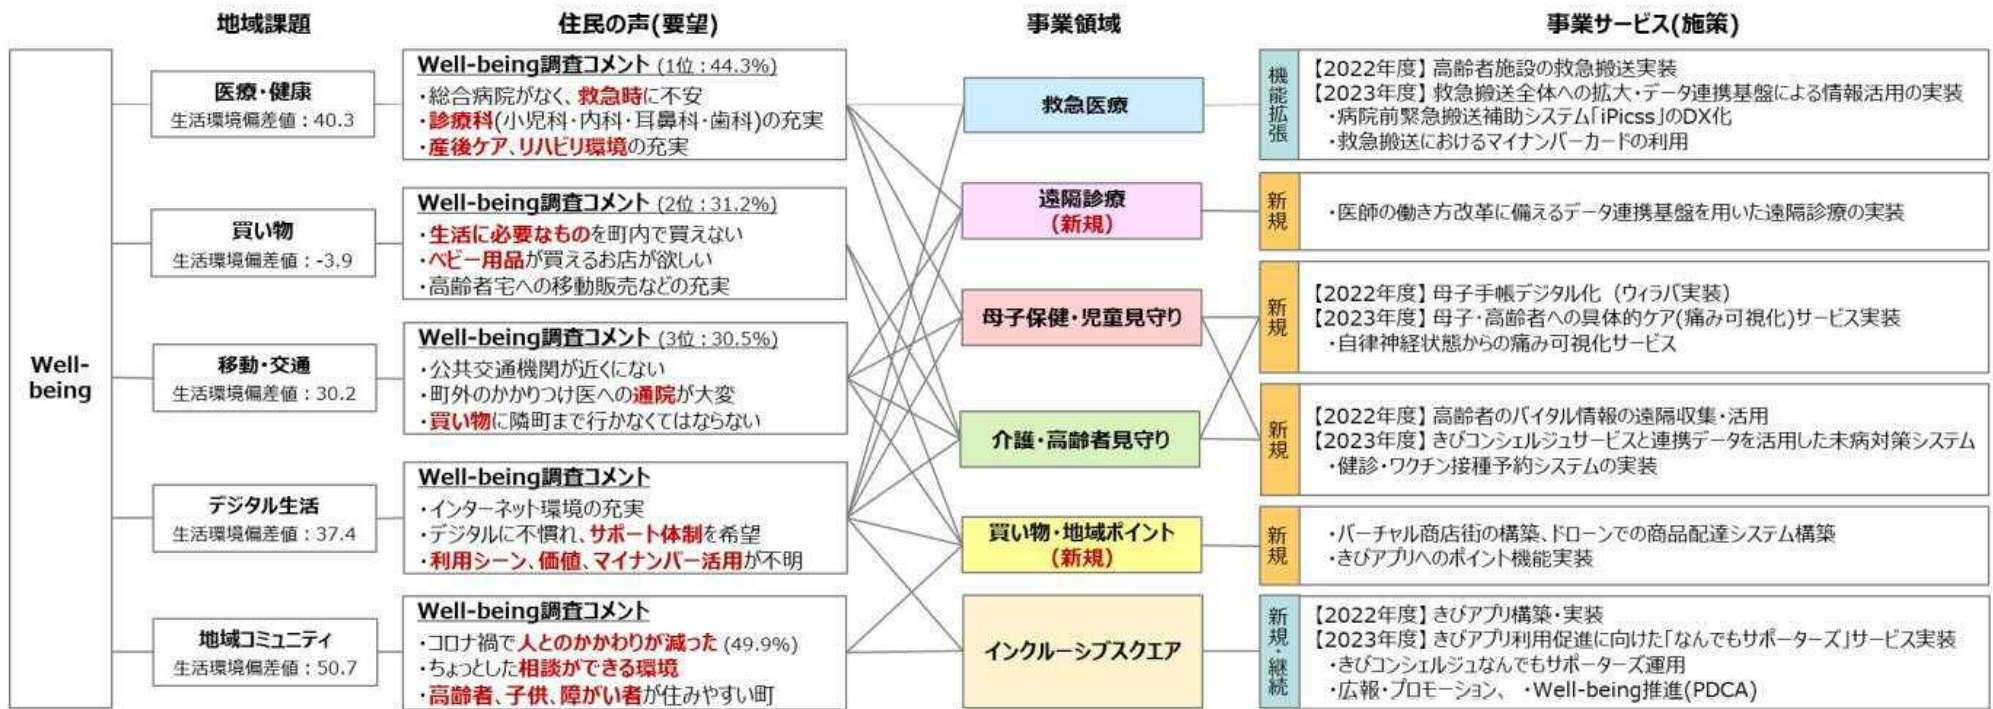 地域課題
住民の声(要望)
事業領域
事業サービス(施策)
Well-
being
医療・健康
生活環境偏差値：40.3
買い物
生活環境偏差値：-3.9
移動・交通
生活環境偏差値：30.2
デジタル生活
生活環境偏差値：37.4
地域コミュニティ
生活環境偏差値：50.7
Well-being調査コメント (1位：44.3%)
・総合病院がなく、救急時に不安
・診療科(小児科・内科・耳鼻科・歯科)の充実
・産後ケア、リハビリ環境の充実
Well-being調査コメント (2位：31.2%)
・生活に必要なものを町内で買えない
・ベビー用品が買えるお店が欲しい
・高齢者宅への移動販売などの充実
Well-being調査コメント (3位：30.5%)
・公共交通機関が近くにない
・町外のかかりつけ医への通院が大変
・買い物に隣町まで行かなくてはならない
Well-being調査コメント
・インターネット環境の充実
・デジタルに不慣れ、サポート体制を希望
・利用シーン、価値、マイナンバー活用が不明
Well-being調査コメント
・コロナ禍で人とのかかわりが減った (49.9%)
・ちょっとした相談ができる環境
・高齢者、子供、障がい者が住みやすい町
救急医療
遠隔診療
(新規)
母子保健・児童見守り
介護・高齢者見守り
買い物・地域ポイント
(新規)
インクルーシブスクエア
機能拡張
【2022年度】高齢者施設の救急搬送実装
【2023年度】救急搬送全体への拡大・データ連携基盤による情報活用の実装
・病院前緊急搬送補助システム「iPicss」のDX化
・救急搬送におけるマイナンバーカードの利用
新規
・医師の働き方改革に備えるデータ連携基盤を用いた遠隔診療の実装
新規
【2022年度】母子手帳デジタル化（ウィラバ実装）
【2023年度】母子・高齢者への具体的ケア(痛み可視化)サービス実装
・自律神経状態からの痛み可視化サービス
新規
【2022年度】高齢者のバイタル情報の遠隔収集・活用
【2023年度】きびコンシェルジュサービスと連携データを活用した未病対策システム
・健診・ワクチン接種予約システムの実装
新規
・バーチャル商店街の構築、ドローンでの商品配達システム構築
・きびアプリへのポイント機能実装
新規・継続
【2022年度】きびアプリ構築・実装
【2023年度】きびアプリ利用促進に向けた「なんでもサポーターズ」サービス実装
・きびコンシェルジュなんでもサポーターズ運用
・広報・プロモーション、 ・Well-being推進(PDCA)